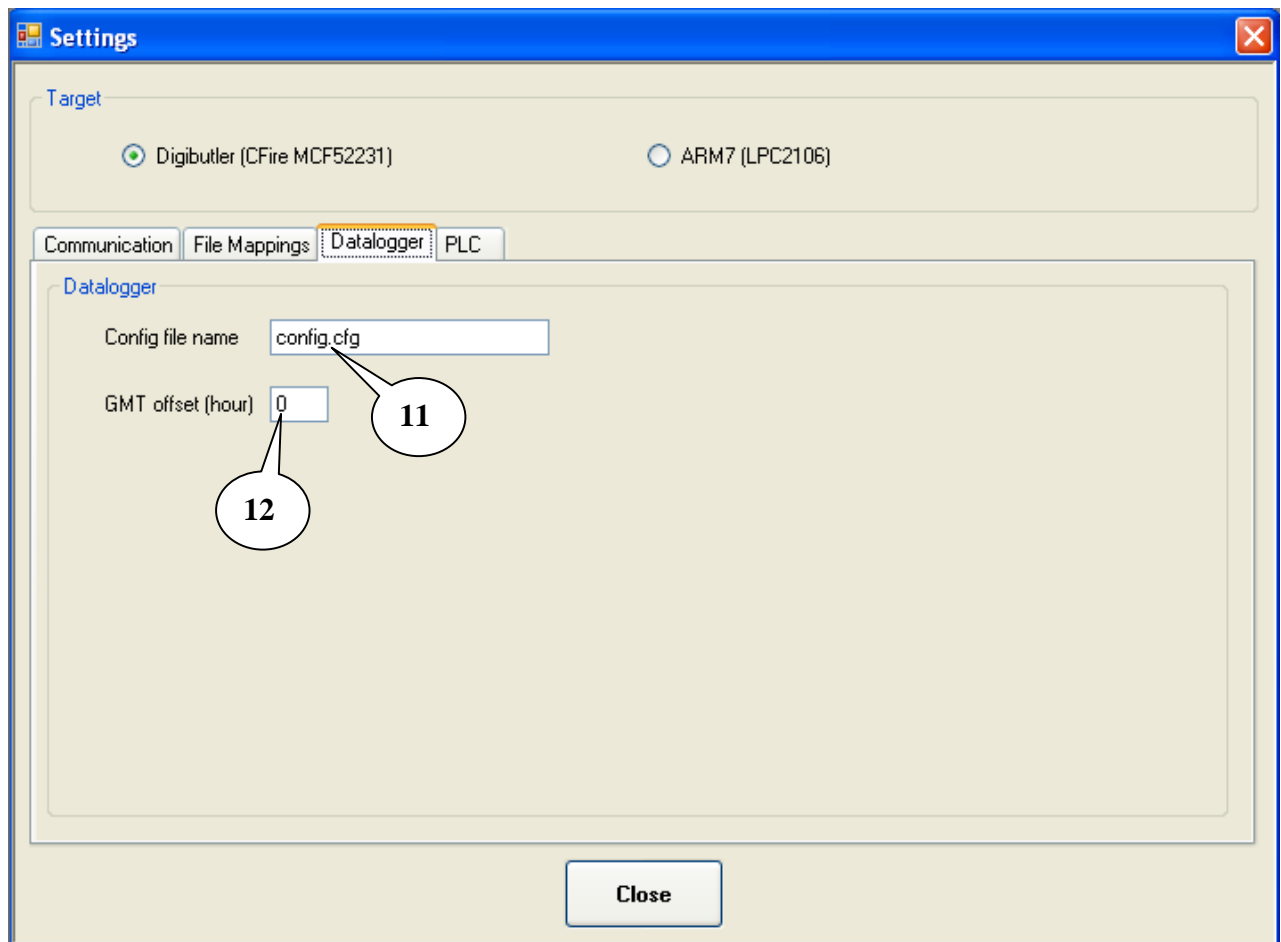 Settings
Target
Digibutler (CFire MCF52231) ARM7 (LPC2106)
Communication File Mappings Datalogger PLC
Datalogger
Config file name config.cfg
GMT offset (hour) 0
11
12
Close